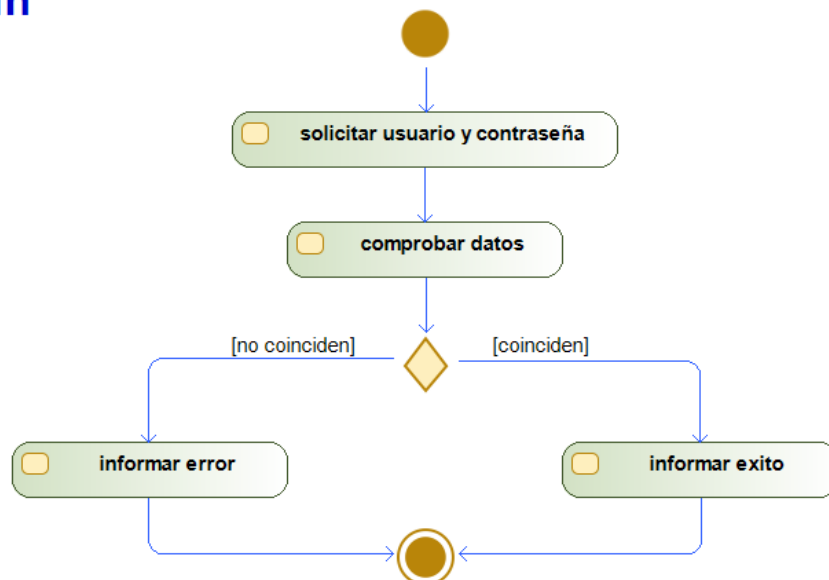 solicitar usuario y contraseña
comprobar datos
[no coinciden]
[coinciden]
informar error
informar exito